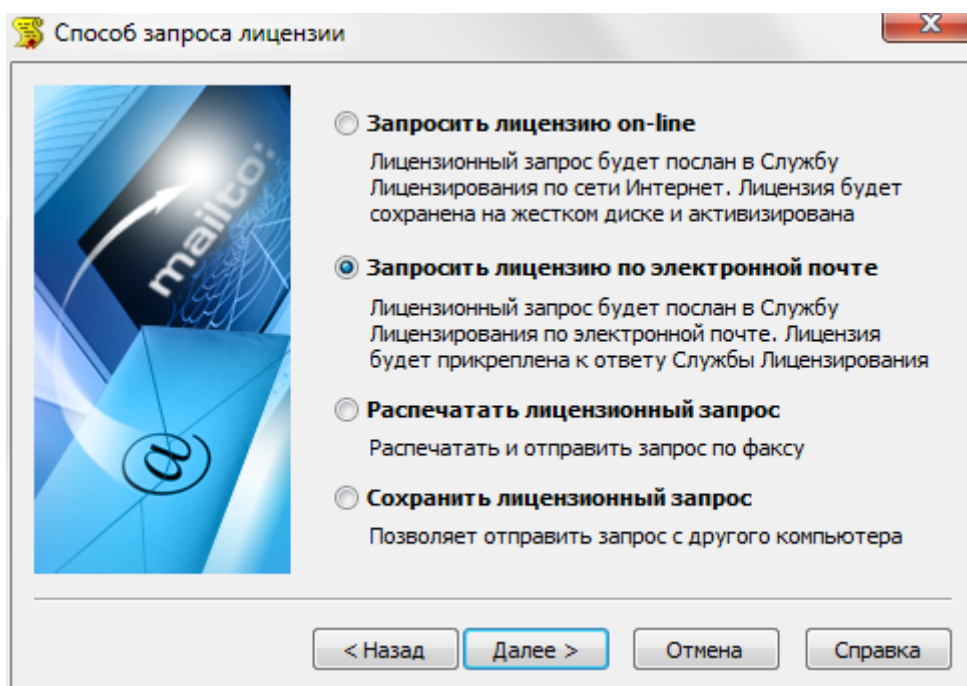 Способ запроса лицензии
X
Запросить лицензию on-line
Лицензионный запрос будет послан в Службу
Лицензирования по сети Интернет. Лицензия будет
сохранена на жестком диске и активизирована
mailto:
Запросить лицензию по электронной почте
Лицензионный запрос будет послан в Службу
Лицензирования по электронной почте. Лицензия
будет прикреплена к ответу Службы Лицензирования
Распечатать лицензионный запрос
Распечатать и отправить запрос по факсу
@
Сохранить лицензионный запрос
Позволяет отправить запрос с другого компьютера
< Назад
Далее >
Отмена
Справка